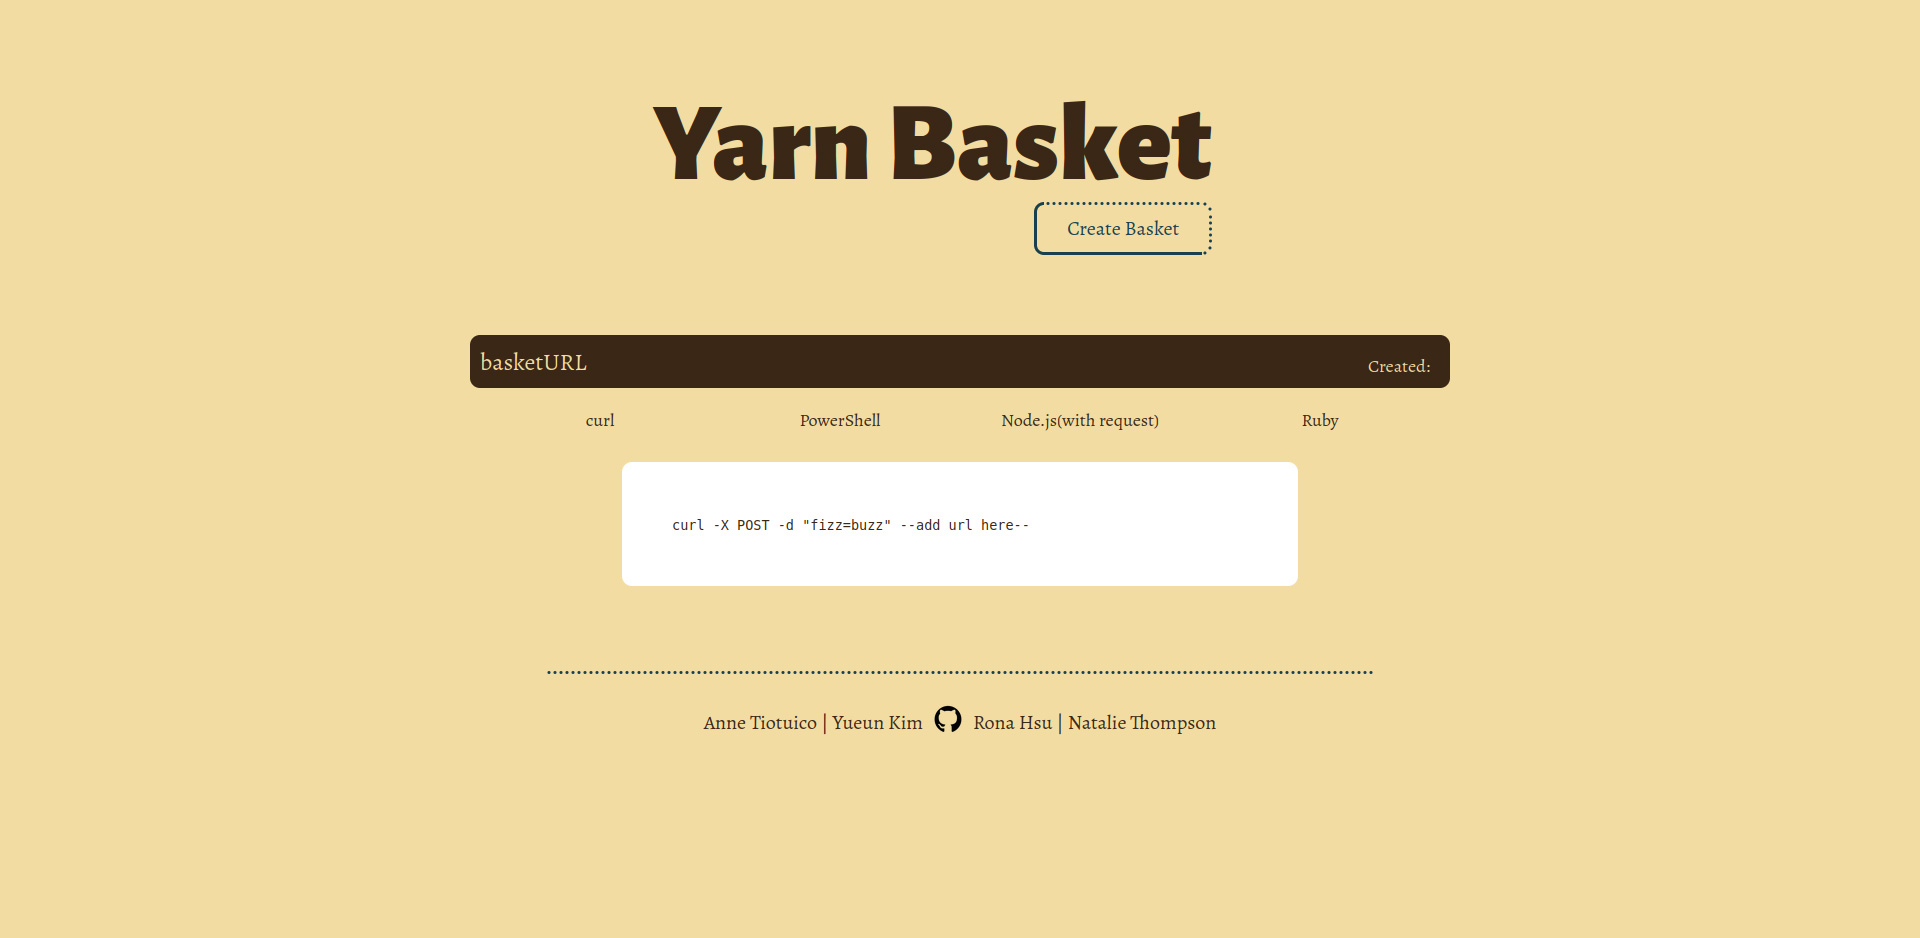 Yarn Basket
Create Basket
basketURL Created:
curl PowerShell Node.js(with request) Ruby
curl -X POST -d "fizz=buzz" --add url here--
Anne Tiotuico | Yueun Kim Rona Hsu | Natalie Thompson